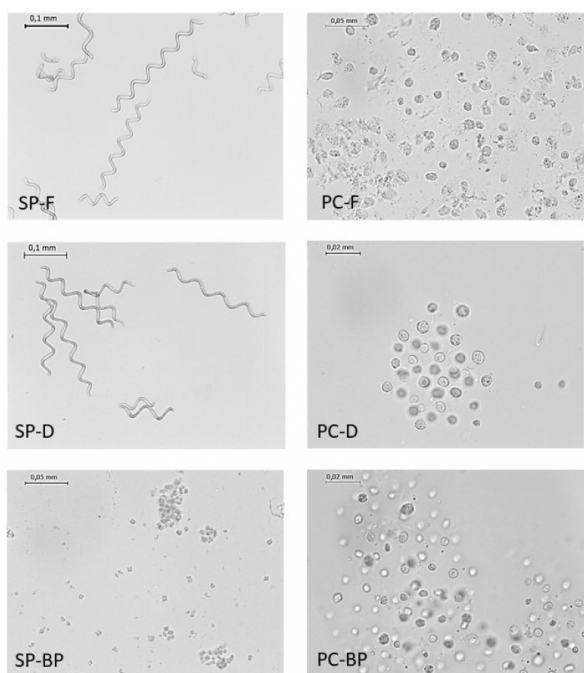 0,1 mm
0,05 mm
SP-F
PC-F
0,1 mm
0,02 mm
SP-D
PC-D
0,05 mm
0,02 mm
SP-BP
PC-BP